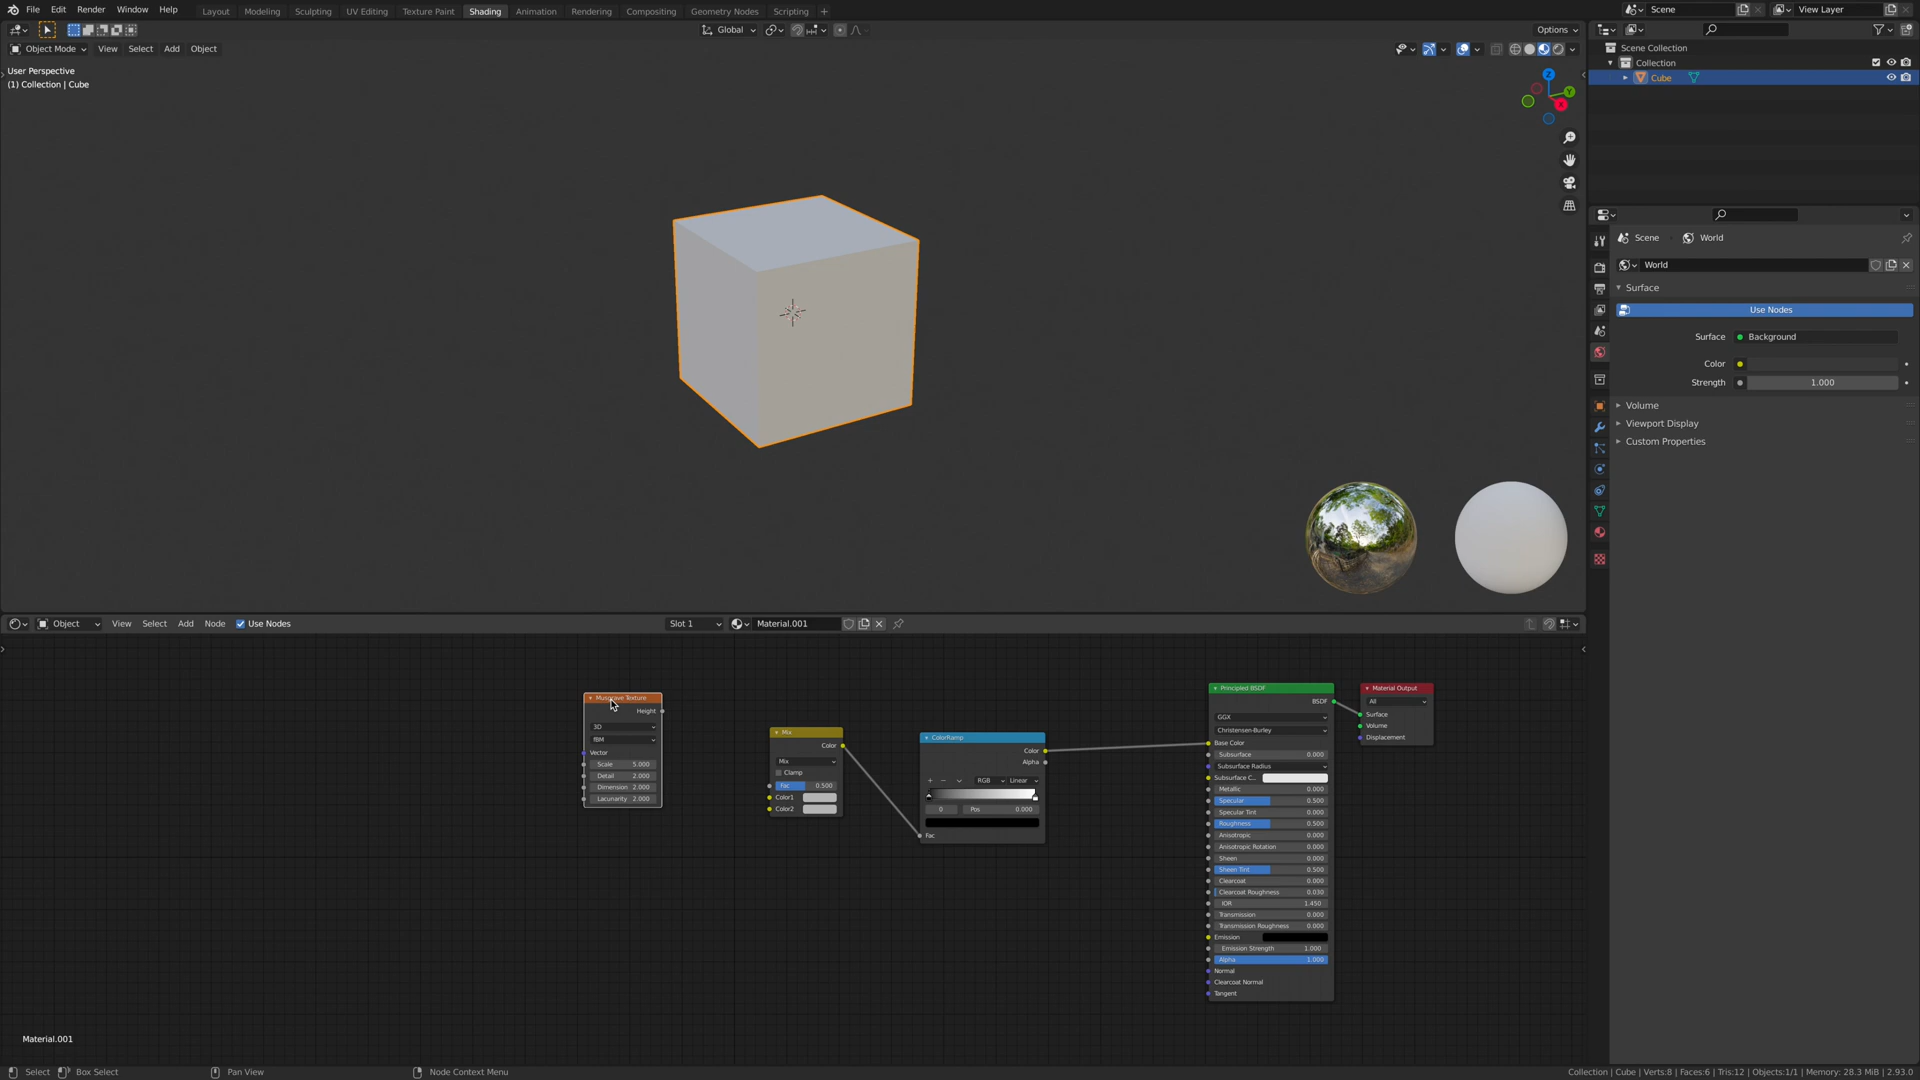 File Edit Render Window Help Layout Modeling Sculpting UV Editing Texture Paint Shading Animation Rendering Compositing Geometry Nodes Scripting + Scene View Layer
Global Options
Object Mode View Select Add Object
Scene Collection
Collection
Cube
User Perspective
(1) Collection | Cube
Z
Y
X
Scene World
World
Surface
Use Nodes
Surface Background
Color
Strength 1.000
Volume
Viewport Display
Custom Properties
Object View Select Add Node Use Nodes Slot 1 Material.001
Musgrave Texture
Height
3D
fBM
Vector
Scale 5.000
Detail 2.000
Dimension 2.000
Lacunarity 2.000
Mix
Color
Mix
Clamp
Fac 0.500
Color1
Color2
ColorRamp
Color
Alpha
RGB Linear
0 Pos 0.000
Fac
Principled BSDF
BSDF
GGX
Christensen-Burley
Base Color
Subsurface 0.000
Subsurface Radius
Subsurface C...
Metallic 0.000
Specular 0.500
Specular Tint 0.000
Roughness 0.500
Anisotropic 0.000
Anisotropic Rotation 0.000
Sheen 0.000
Sheen Tint 0.500
Clearcoat 0.000
Clearcoat Roughness 0.030
IOR 1.450
Transmission 0.000
Transmission Roughness 0.000
Emission
Emission Strength 1.000
Alpha 1.000
Normal
Clearcoat Normal
Tangent
Material Output
All
Surface
Volume
Displacement
Material.001
Select Box Select Pan View Node Context Menu Collection | Cube | Verts:8 | Faces:6 | Tris:12 | Objects:1/1 | Memory: 28.3 MiB | 2.93.0